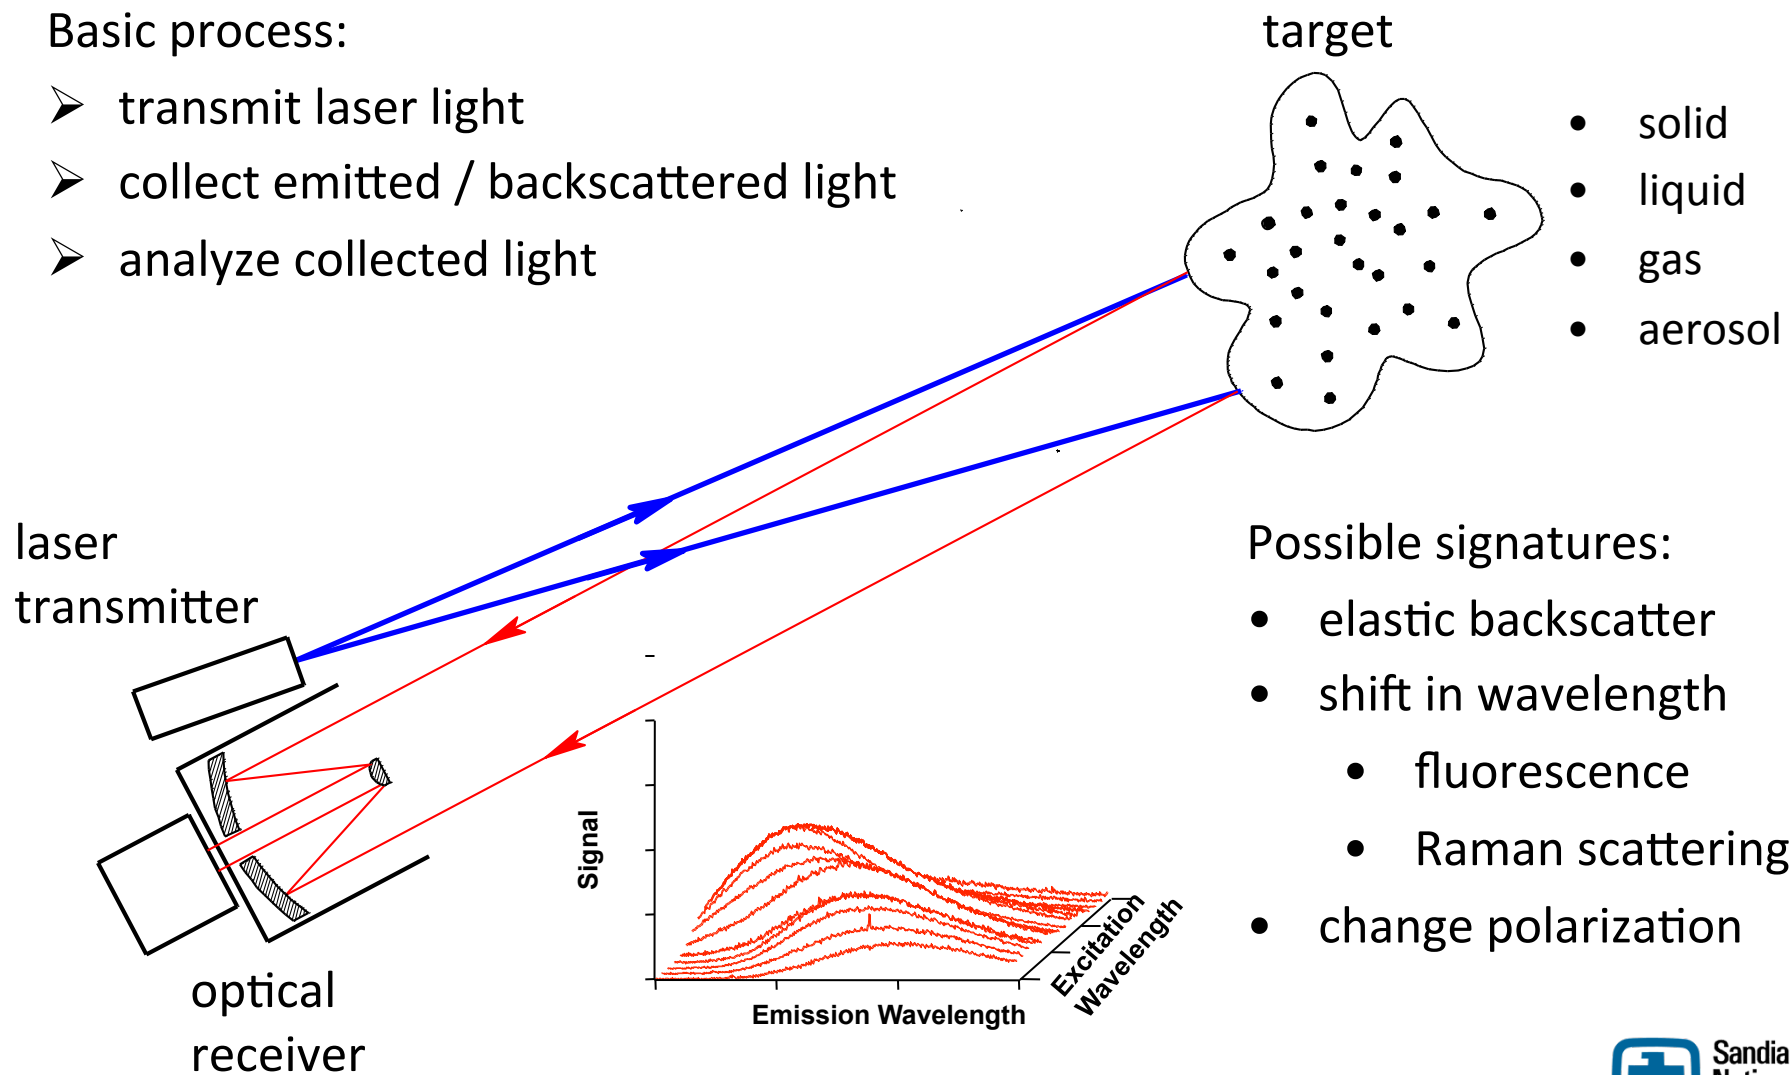 Basic process:
➢ transmit laser light
➢ collect emitted / backscattered light
➢ analyze collected light
target
• solid
• liquid
• gas
• aerosol
laser
transmitter
optical
receiver
Signal
Emission Wavelength
Excitation
Wavelength
Possible signatures:
• elastic backscatter
• shift in wavelength
• fluorescence
• Raman scattering
• change polarization
Sandia